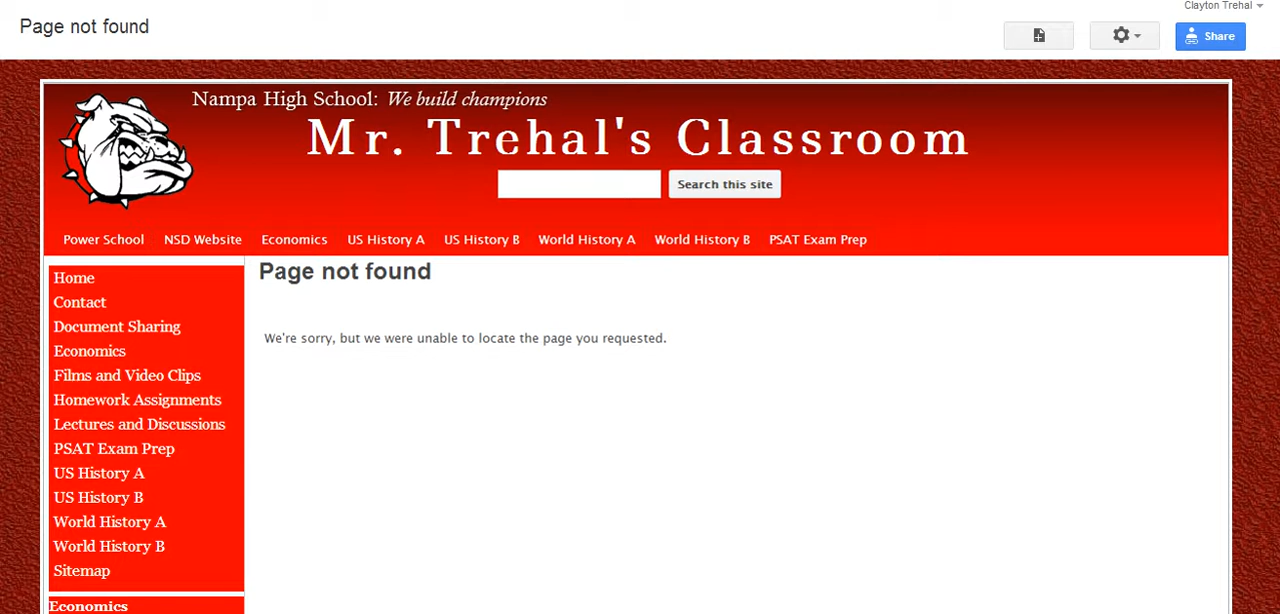 Clayton Trehal
Page not found
Share
Nampa High School: We build champions
Mr. Trehal's Classroom
Search this site
Power School NSD Website Economics US History A US History B World History A World History B PSAT Exam Prep
Home
Contact
Document Sharing
Economics
Films and Video Clips
Homework Assignments
Lectures and Discussions
PSAT Exam Prep
US History A
US History B
World History A
World History B
Sitemap
Economics
Page not found
We're sorry, but we were unable to locate the page you requested.